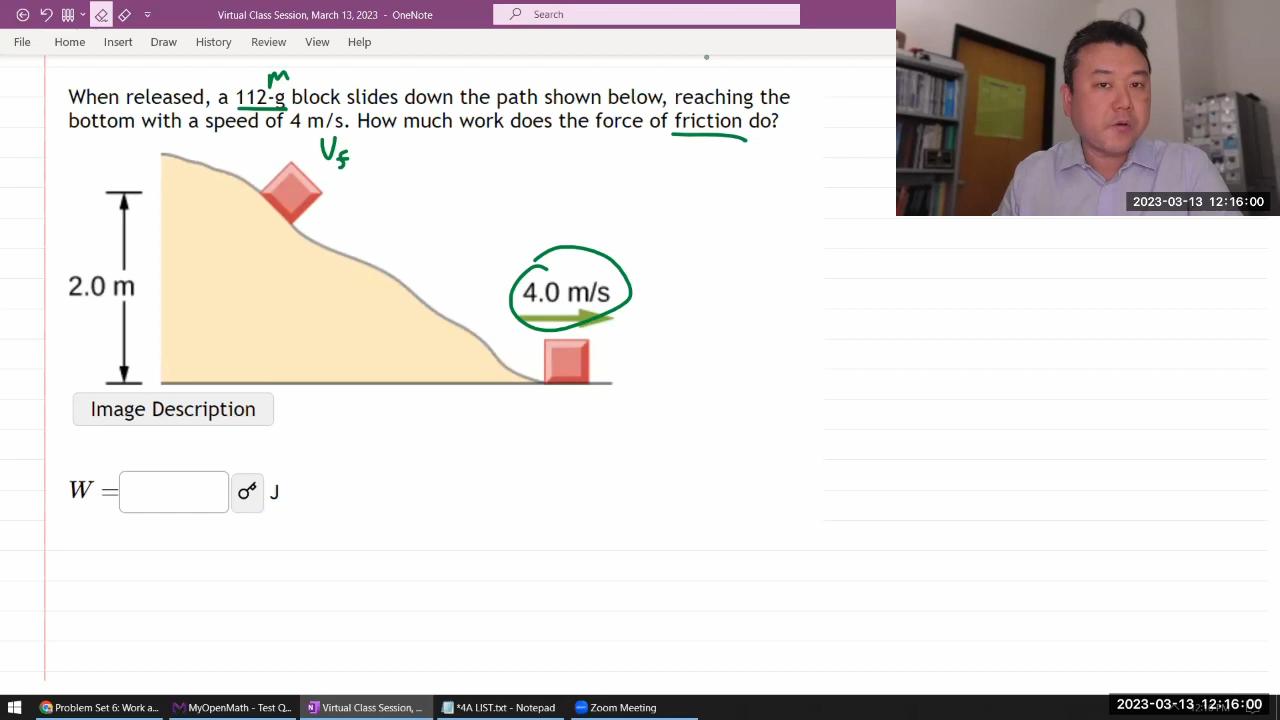 Virtual Class Session, March 13, 2023 - OneNote
Search
File Home Insert Draw History Review View Help
m
When released, a 112-g block slides down the path shown below, reaching the
bottom with a speed of 4 m/s. How much work does the force of friction do?
Vf
2023-03-13 12:16:00
2.0 m
4.0 m/s
Image Description
W = J
Problem Set 6: Work a...
MyOpenMath - Test Q...
Virtual Class Session, ...
*4A LIST.txt - Notepad
Zoom Meeting
2023-03-13 12:16:00